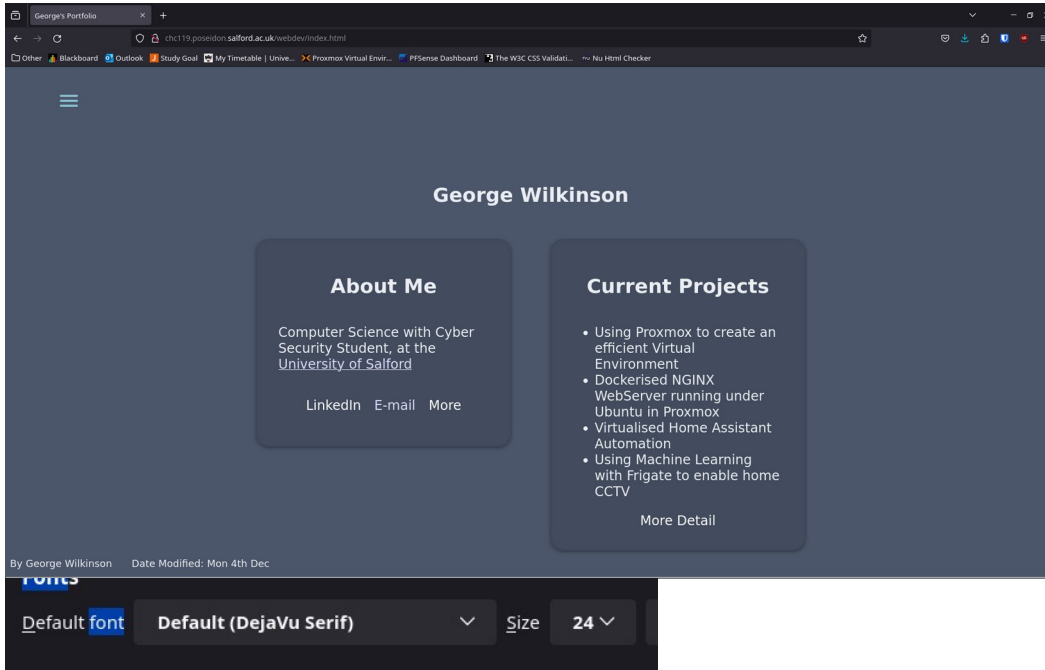 George's Portfolio
chc119.poseidon.salford.ac.uk/webdev/index.html
Other Blackboard Outlook Study Goal My Timetable | Unive... Proxmox Virtual Envir... PFSense Dashboard The W3C CSS Validati... Nu Html Checker
George Wilkinson
About Me
Computer Science with Cyber
Security Student, at the
University of Salford
LinkedIn E-mail More
Current Projects
• Using Proxmox to create an
efficient Virtual
Environment
• Dockerised NGINX
WebServer running under
Ubuntu in Proxmox
• Virtualised Home Assistant
Automation
• Using Machine Learning
with Frigate to enable home
CCTV
More Detail
By George Wilkinson Date Modified: Mon 4th Dec
Fonts
Default font Default (DejaVu Serif) Size 24